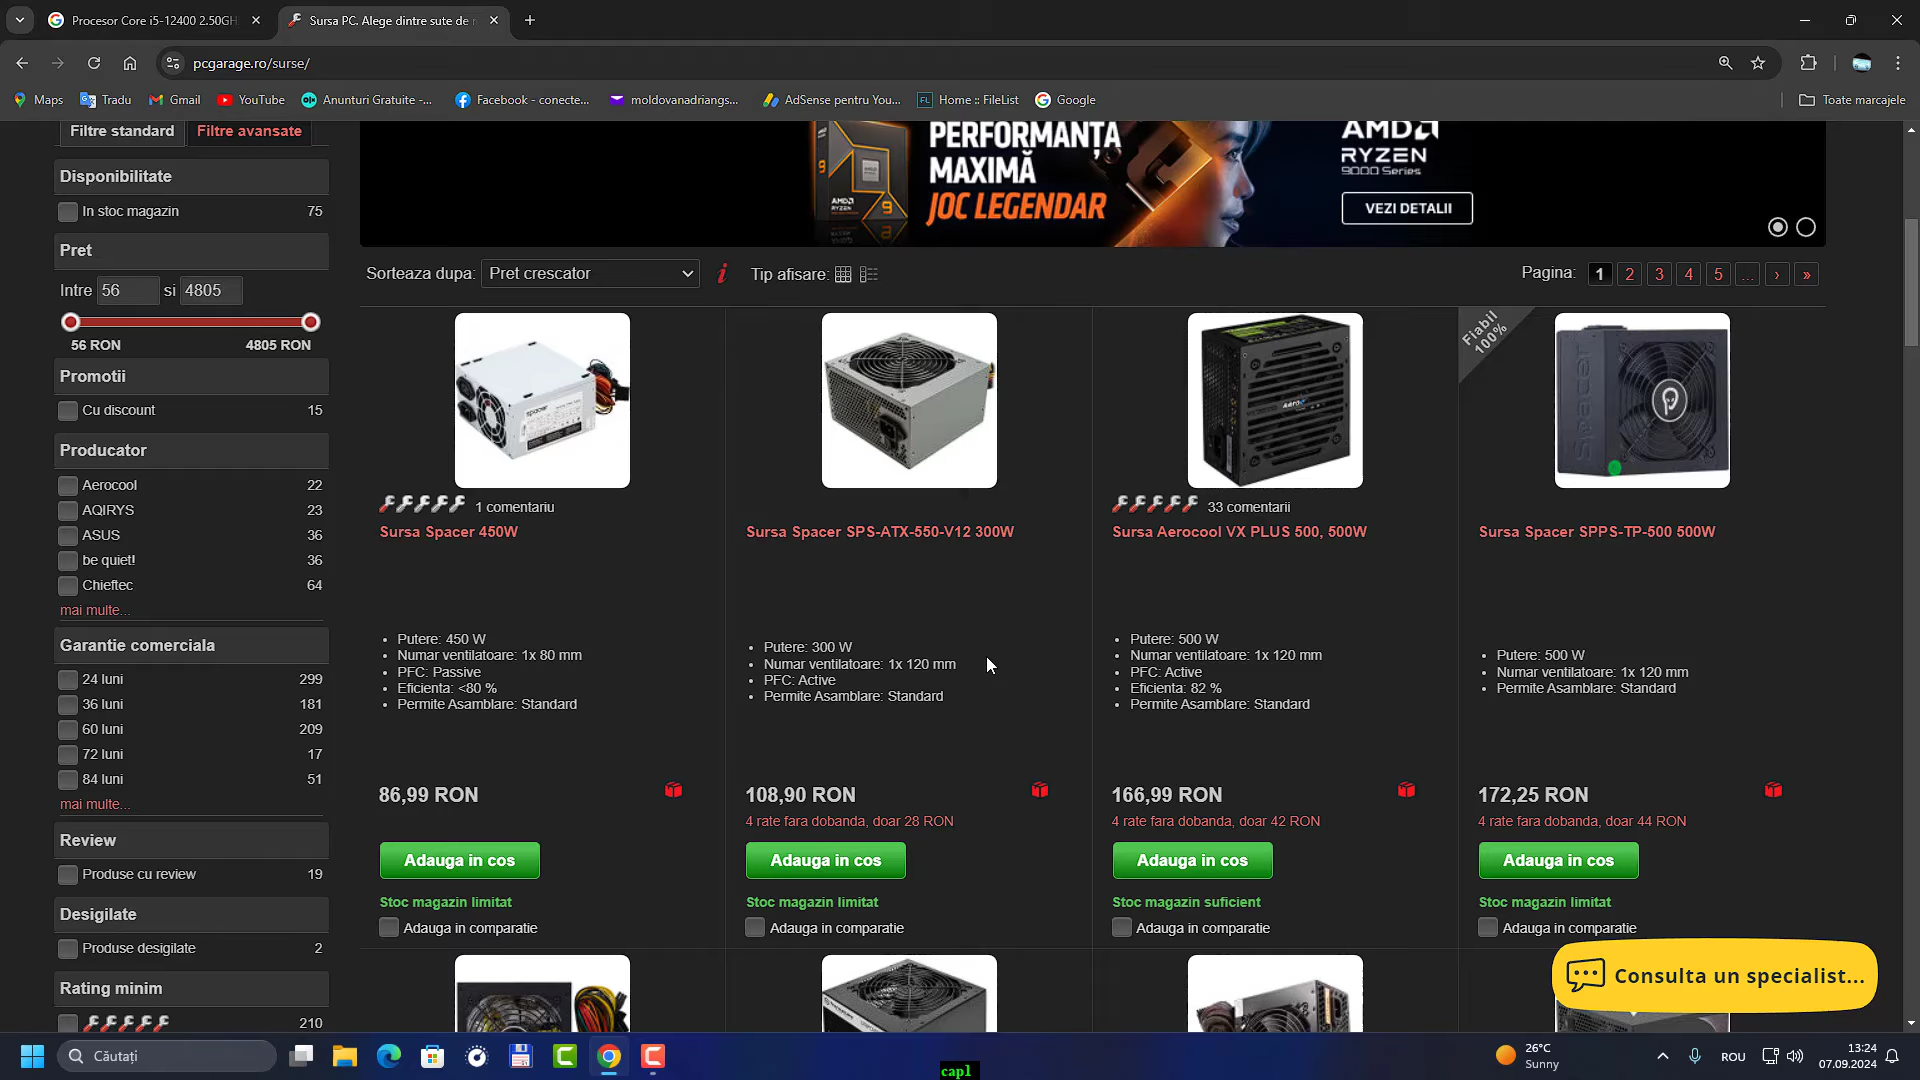 Procesor Core i5-12400 2.50GH
Sursa PC. Alege dintre sute de
pcgarage.ro/surse/
Maps
Tradu
Gmail
YouTube
Anunturi Gratuite -...
Facebook - conecte...
moldovanadriangs...
AdSense pentru You...
FL
Home :: FileList
Google
Toate marcajele
Filtre standard
Filtre avansate
Disponibilitate
In stoc magazin 75
Pret
Intre 56 si 4805
56 RON 4805 RON
Promotii
Cu discount 15
Producator
Aerocool 22
AQIRYS 23
ASUS 36
be quiet! 36
Chieftec 64
mai multe...
Garantie comerciala
24 luni 299
36 luni 181
60 luni 209
72 luni 17
84 luni 51
mai multe...
Review
Produse cu review 19
Desigilate
Produse desigilate 2
Rating minim
210
PERFORMANȚA
MAXIMĂ
JOC LEGENDAR
AMD
RYZEN
9000 Series
VEZI DETALII
AMD
RYZEN
9
Sorteaza dupa: Pret crescator
i
Tip afisare:
Pagina: 1 2 3 4 5 ... › »
spacer
1 comentariu
Sursa Spacer 450W
• Putere: 450 W
• Numar ventilatoare: 1x 80 mm
• PFC: Passive
• Eficienta: <80 %
• Permite Asamblare: Standard
86,99 RON
Adauga in cos
Stoc magazin limitat
Adauga in comparatie
Sursa Spacer SPS-ATX-550-V12 300W
• Putere: 300 W
• Numar ventilatoare: 1x 120 mm
• PFC: Active
• Permite Asamblare: Standard
108,90 RON
4 rate fara dobanda, doar 28 RON
Adauga in cos
Stoc magazin limitat
Adauga in comparatie
33 comentarii
Sursa Aerocool VX PLUS 500, 500W
• Putere: 500 W
• Numar ventilatoare: 1x 120 mm
• PFC: Active
• Eficienta: 82 %
• Permite Asamblare: Standard
166,99 RON
4 rate fara dobanda, doar 42 RON
Adauga in cos
Stoc magazin suficient
Adauga in comparatie
Fiabil
100%
Spacer
Sursa Spacer SPPS-TP-500 500W
• Putere: 500 W
• Numar ventilatoare: 1x 120 mm
• Permite Asamblare: Standard
172,25 RON
4 rate fara dobanda, doar 44 RON
Adauga in cos
Stoc magazin limitat
Adauga in comparatie
Consulta un specialist...
Căutați
capl
26°C
Sunny
ROU
13:24
07.09.2024